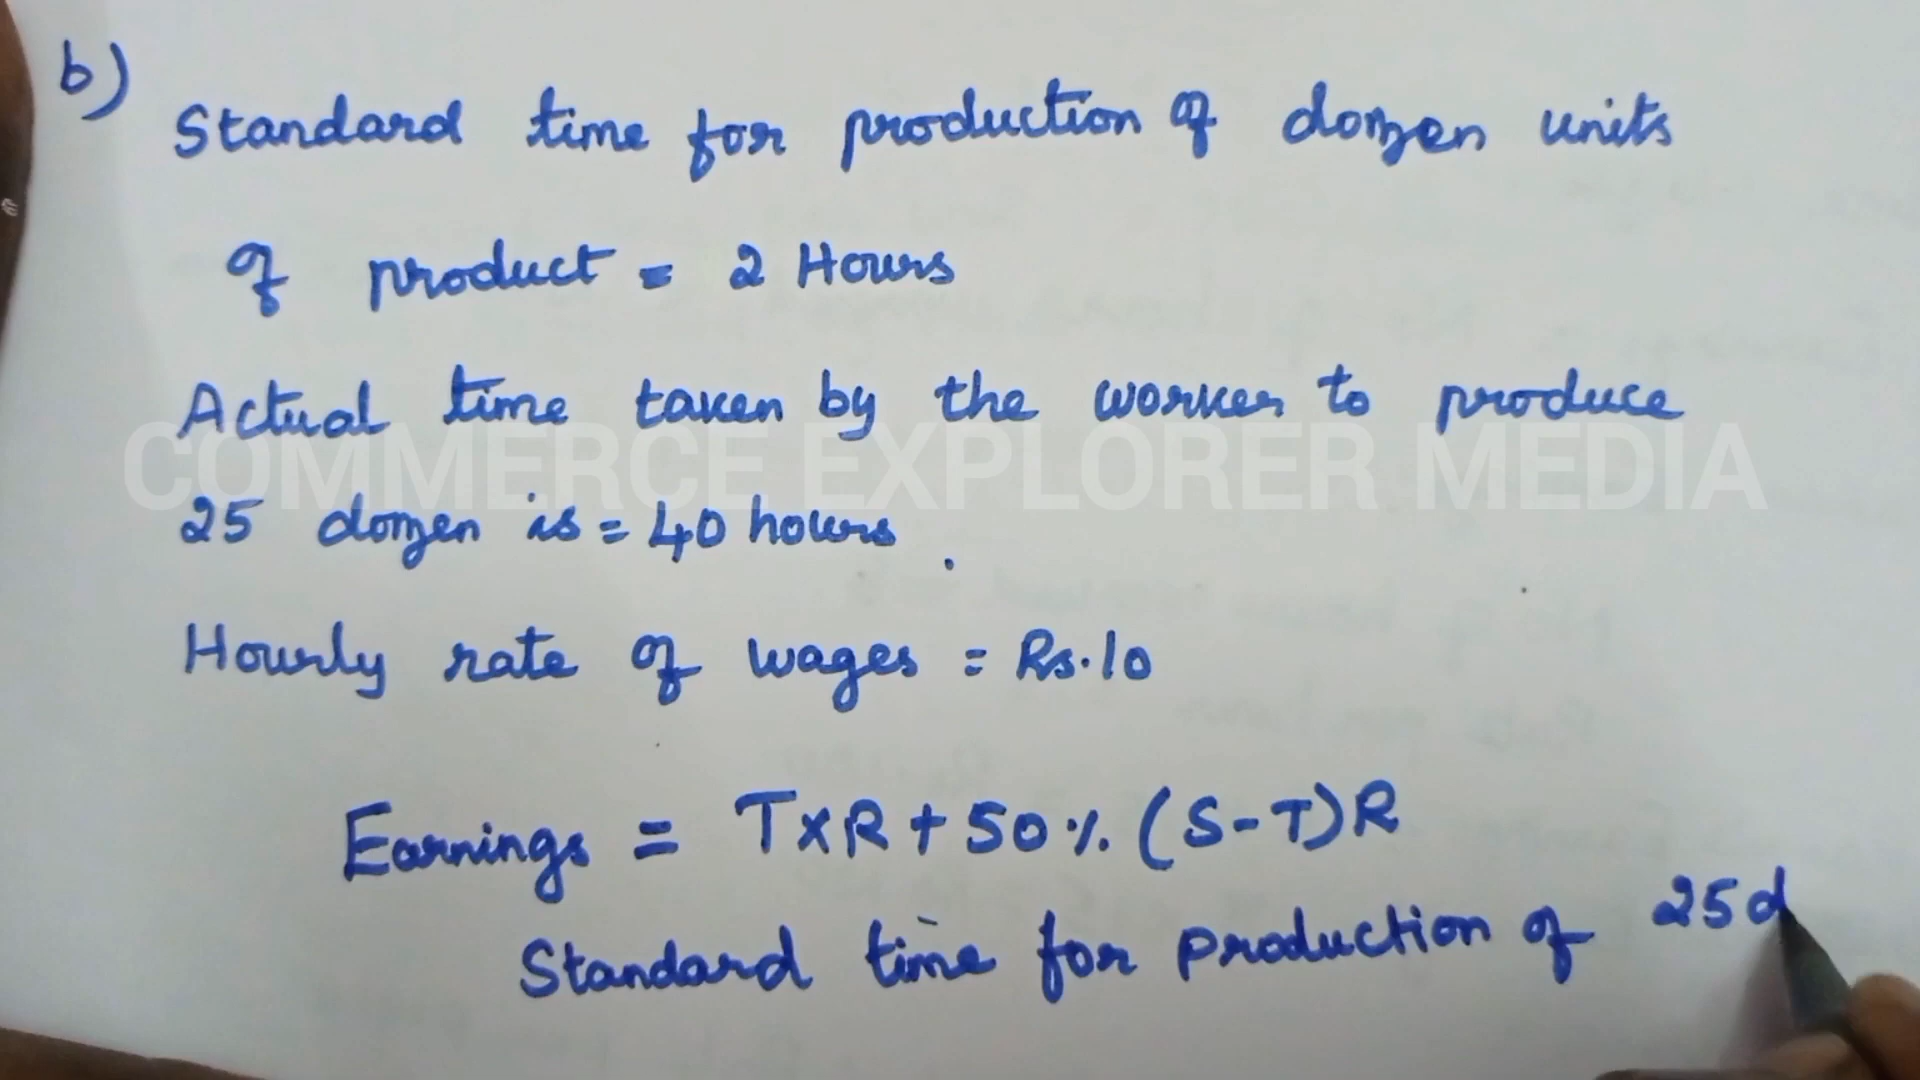 b)
Standard time for production of dozen units
of product = 2 Hours
Actual time taken by the worker to produce
COMMERCE EXPLORER MEDIA
25 dozen is = 40 hours.
Hourly rate of wages = Rs.10
Earnings = T×R+50%(S-T)R
Standard time for production of 25d